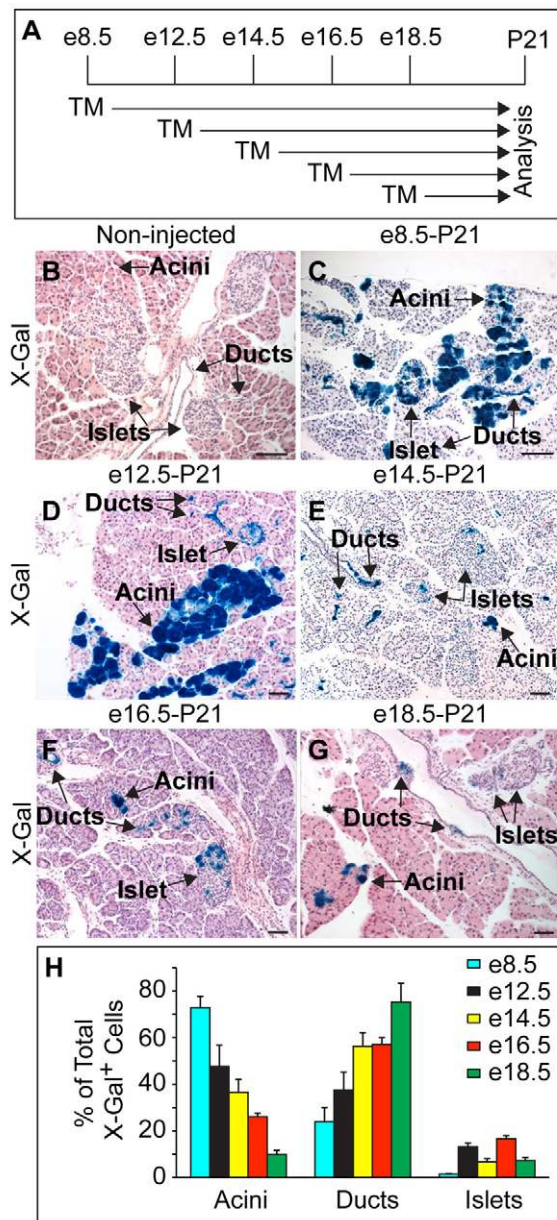 A
e8.5 e12.5 e14.5 e16.5 e18.5 P21
TM
TM
TM
TM
TM
Analysis
Non-injected
e8.5-P21
X-Gal
B
Acini
Ducts
Islets
C
Acini
Islet
Ducts
e12.5-P21
e14.5-P21
X-Gal
D
Ducts
Islet
Acini
E
Ducts
Islets
Acini
e16.5-P21
e18.5-P21
X-Gal
F
Acini
Ducts
Islet
G
Ducts
Islets
Acini
H
% of Total
X-Gal⁺ Cells
80
60
40
20
0
e8.5
e12.5
e14.5
e16.5
e18.5
Acini Ducts Islets